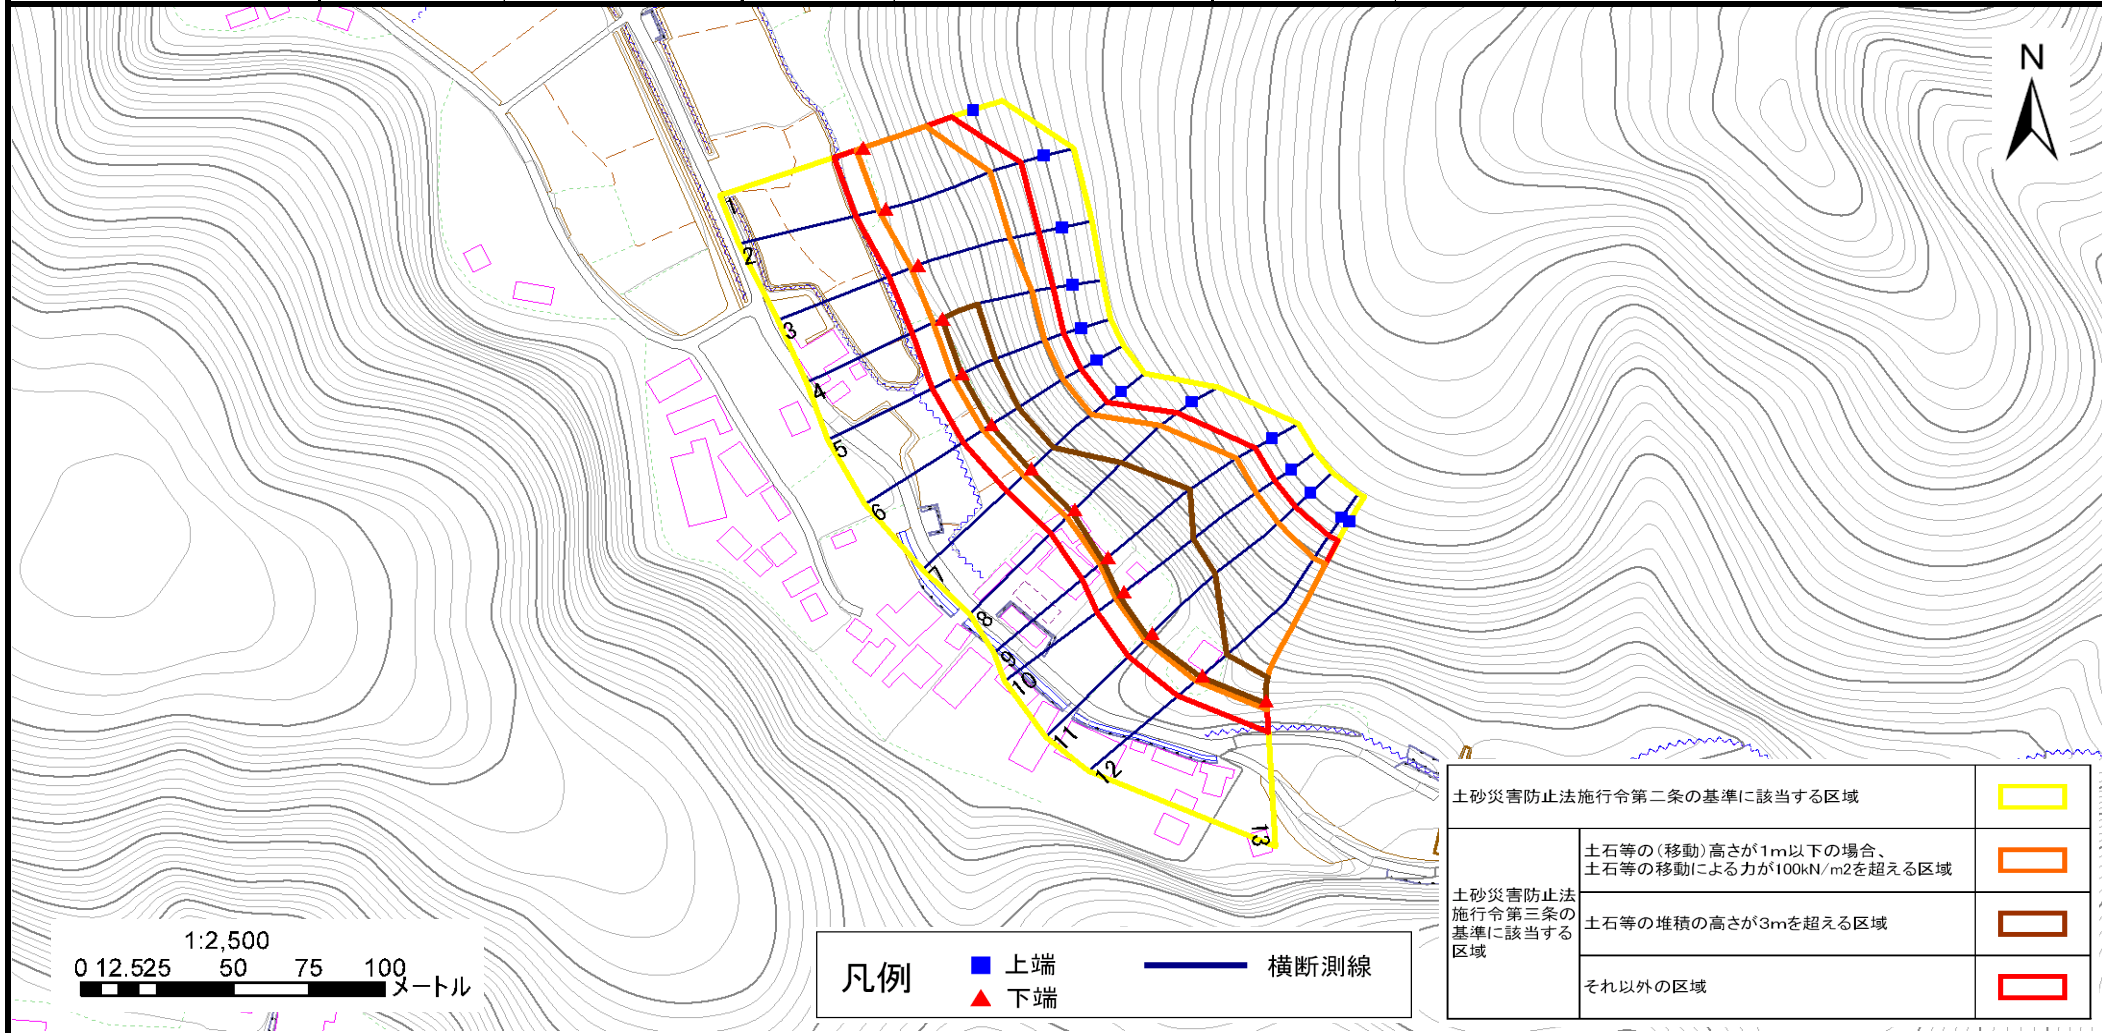 N
1
2
3
4
5
6
7
8
9
10
11
12
13
土砂災害防止法施行令第二条の基準に該当する区域
土砂災害防止法
施行令第三条の
基準に該当する
区域
土石等の(移動)高さが1m以下の場合、
土石等の移動による力が100kN/m2を超える区域
土石等の堆積の高さが3mを超える区域
それ以外の区域
1:2,500
0 12.525 50 75 100
メートル
凡例
上端
下端
横断測線